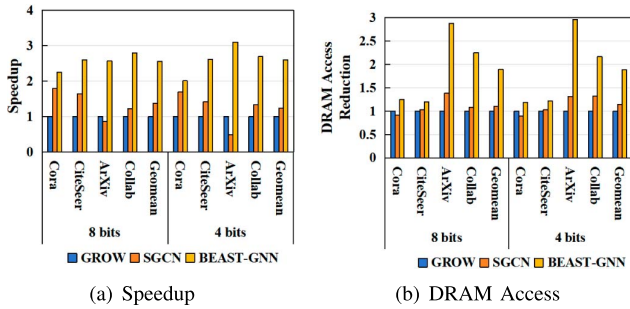 4
3
2
1
0
Speedup
Cora
CiteSeer
ArXiv
Collab
Geomean
Cora
CiteSeer
ArXiv
Collab
Geomean
8 bits
4 bits
GROW SGCN BEAST-GNN
(a) Speedup
3
2.5
2
1.5
1
0.5
0
DRAM Access
Reduction
Cora
CiteSeer
ArXiv
Collab
Geomean
Cora
CiteSeer
ArXiv
Collab
Geomean
8 bits
4 bits
GROW SGCN BEAST-GNN
(b) DRAM Access